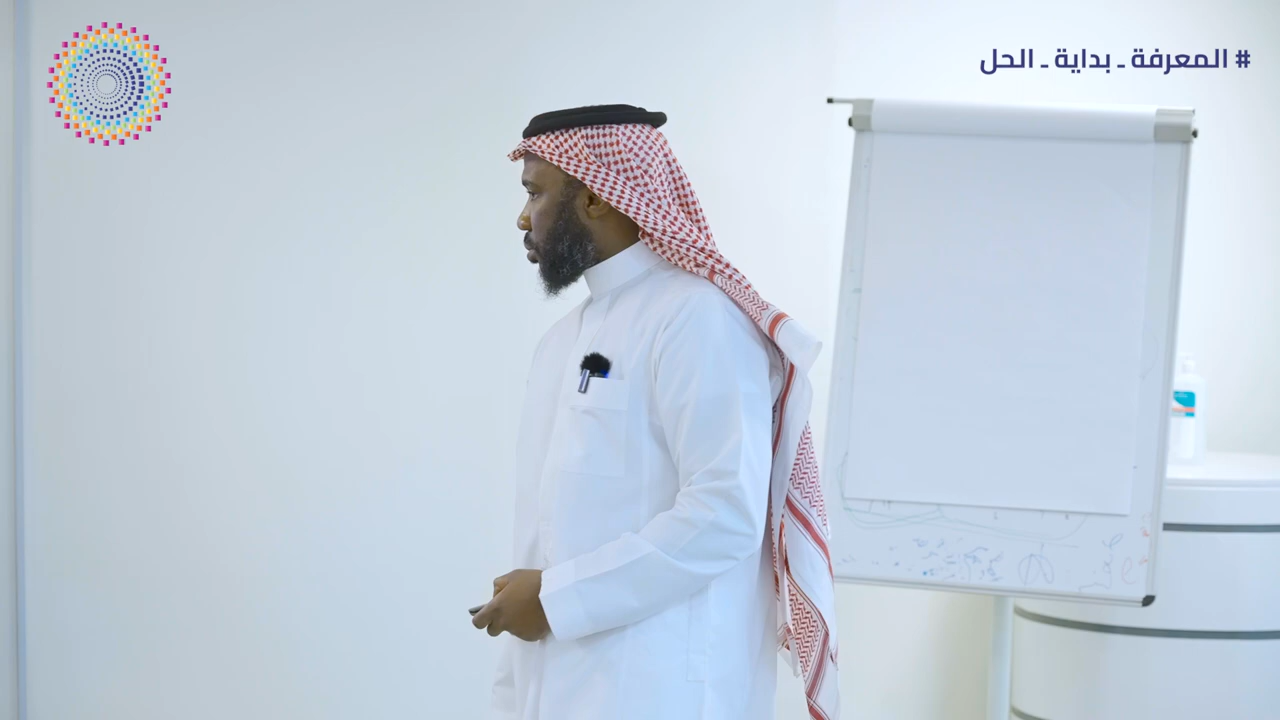 # المعرفة ـ بداية ـ الحل